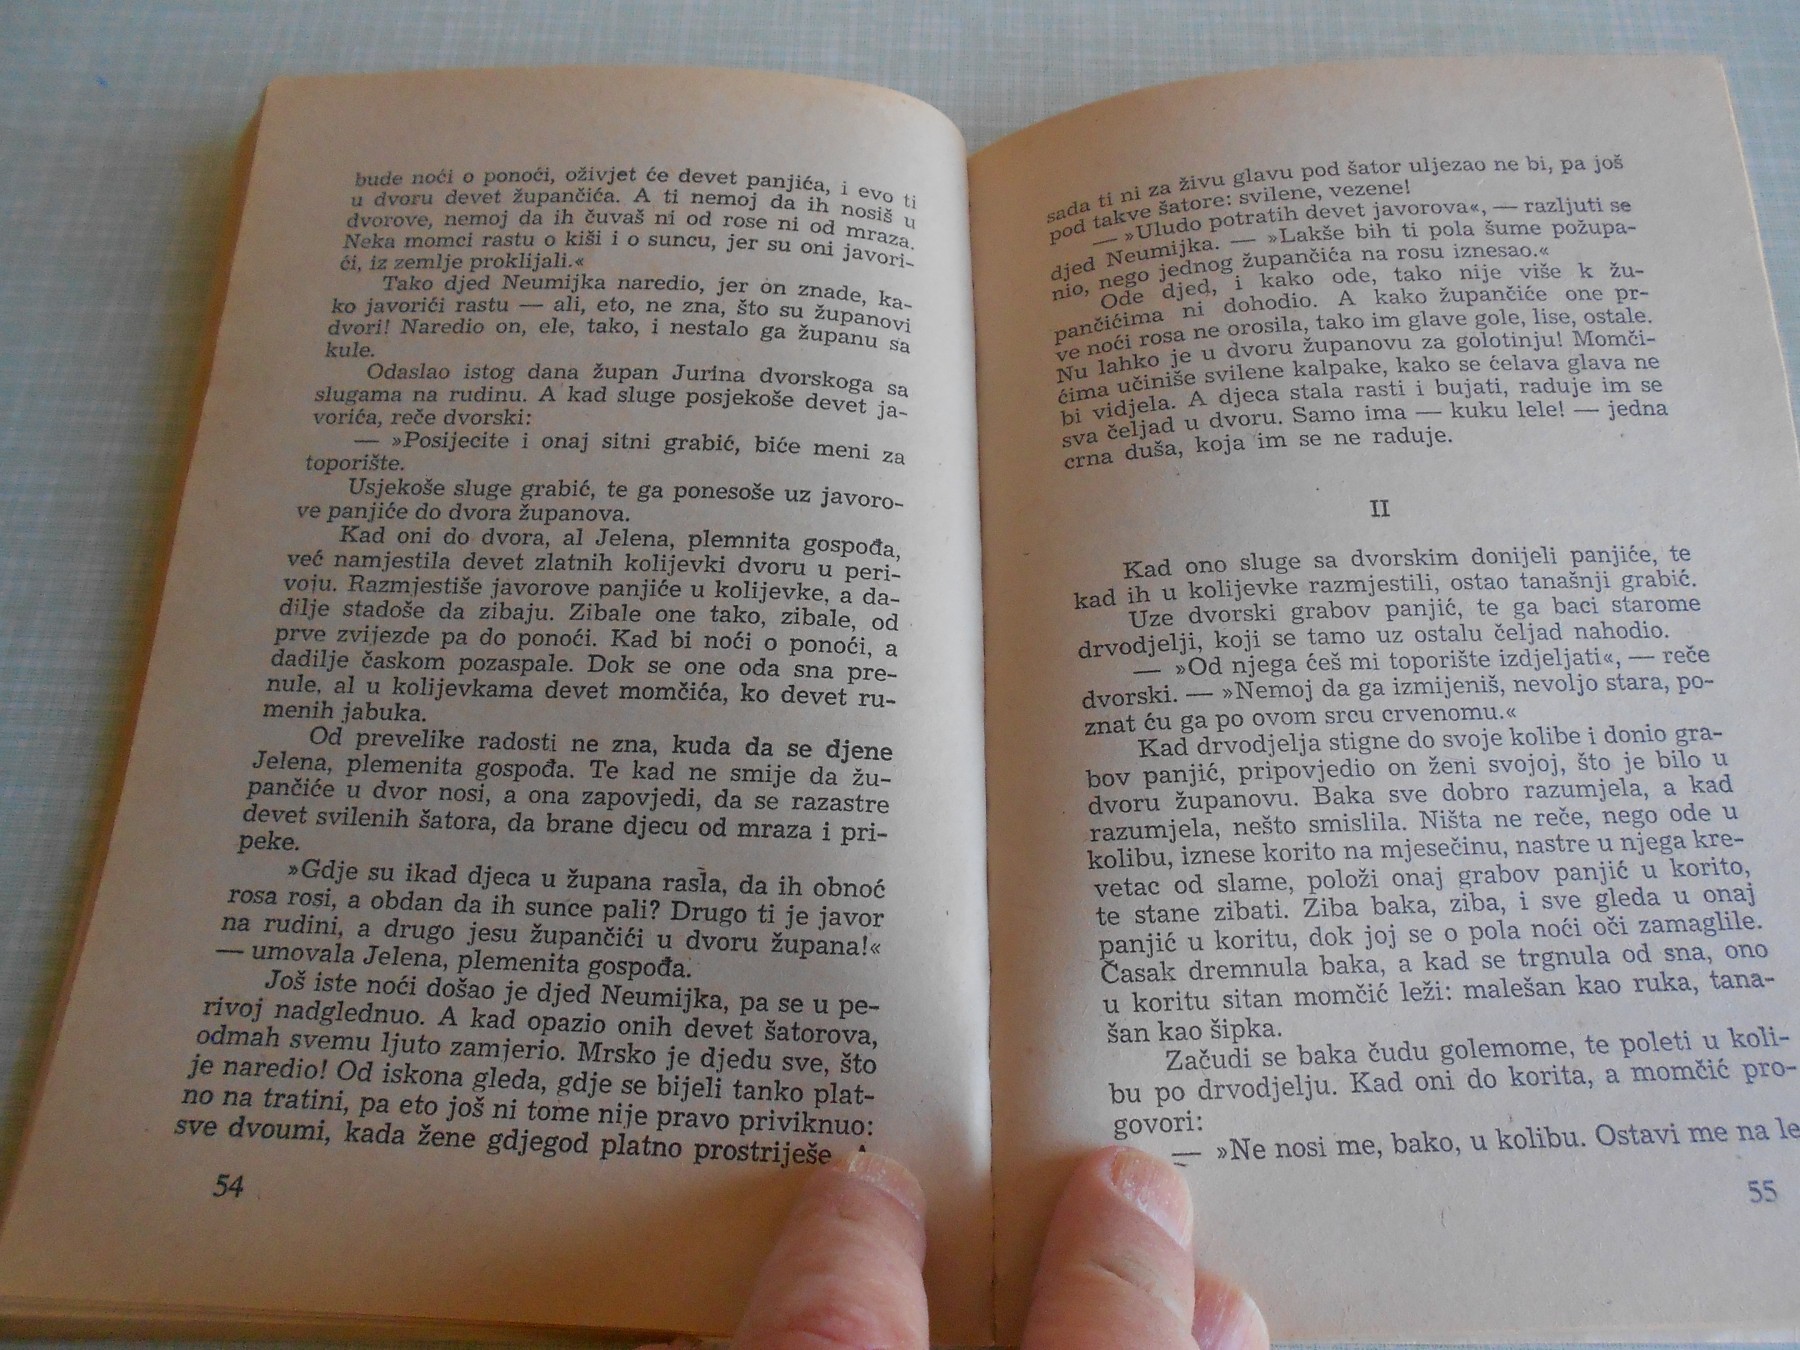 bude noći o ponoći, oživjet će devet panjića, i evo ti
u dvoru devet župančića. A ti nemoj da ih nosiš u
dvorove, nemoj da ih čuvaš ni od rose ni od mraza.
Neka momci rastu o kiši i o suncu, jer su oni javori-
ći, iz zemlje proklijali.«
Tako djed Neumijka naredio, jer on znade, ka-
ko javorići rastu — ali, eto, ne zna, što su županovi
dvori! Naredio on, ele, tako, i nestalo ga županu sa
kule.
Odaslao istog dana župan Jurina dvorskoga sa
slugama na rudinu. A kad sluge posjekoše devet ja-
vorića, reče dvorski:
— »Posijecite i onaj sitni grabić, biće meni za
toporište.
Usjekoše sluge grabić, te ga ponesoše uz javoro-
ve panjiće do dvora županova.
Kad oni do dvora, al Jelena, plemnita gospođa,
već namjestila devet zlatnih kolijevki dvoru u peri-
voju. Razmjestiše javorove panjiće u kolijevke, a da-
dilje stadoše da zibaju. Zibale one tako, zibale, od
prve zvijezde pa do ponoći. Kad bi noći o ponoći, a
dadilje časkom pozaspale. Dok se one oda sna pre-
nule, al u kolijevkama devet momčića, ko devet ru-
menih jabuka.
Od prevelike radosti ne zna, kuda da se djene
Jelena, plemenita gospođa. Te kad ne smije da žu-
pančiće u dvor nosi, a ona zapovjedi, da se razastre
devet svilenih šatora, da brane djecu od mraza i pri-
peke.
»Gdje su ikad djeca u župana rasla, da ih obnoć
rosa rosi, a obdan da ih sunce pali? Drugo ti je javor
na rudini, a drugo jesu župančići u dvoru župana!«
— umovala Jelena, plemenita gospođa.
Još iste noći došao je djed Neumijka, pa se u pe-
rivoj nadglednuo. A kad opazio onih devet šatorova,
odmah svemu ljuto zamjerio. Mrsko je djedu sve, što
je naredio! Od iskona gleda, gdje se bijeli tanko plat-
no na tratini, pa eto još ni tome nije pravo priviknuo:
sve dvoumi, kada žene gdjegod platno prostriješe. A
54
sada ti ni za živu glavu pod šator uljezao ne bi, pa još
pod takve šatore: svilene, vezene!
— »Uludo potratih devet javorova«, — razljuti se
djed Neumijka. — »Lakše bih ti pola šume požupa-
nio, nego jednog župančića na rosu iznesao.«
Ode djed, i kako ode, tako nije više k žu-
pančićima ni dohodio. A kako župančiće one pr-
ve noći rosa ne orosila, tako im glave gole, lise, ostale.
Nu lahko je u dvoru županovu za golotinju! Momči-
ćima učiniše svilene kalpake, kako se ćelava glava ne
bi vidjela. A djeca stala rasti i bujati, raduje im se
sva čeljad u dvoru. Samo ima — kuku lele! — jedna
crna duša, koja im se ne raduje.
II
Kad ono sluge sa dvorskim donijeli panjiće, te
kad ih u kolijevke razmjestili, ostao tanašnji grabić.
Uze dvorski grabov panjić, te ga baci starome
drvodjelji, koji se tamo uz ostalu čeljad nahodio.
— »Od njega ćeš mi toporište izdjeljati«, — reče
dvorski. — »Nemoj da ga izmijeniš, nevoljo stara, po-
znat ću ga po ovom srcu crvenomu.«
Kad drvodjelja stigne do svoje kolibe i donio gra-
bov panjić, pripovjedio on ženi svojoj, što je bilo u
dvoru županovu. Baka sve dobro razumjela, a kad
razumjela, nešto smislila. Ništa ne reče, nego ode u
kolibu, iznese korito na mjesečinu, nastre u njega kre-
vetac od slame, položi onaj grabov panjić u korito,
te stane zibati. Ziba baka, ziba, i sve gleda u onaj
panjić u koritu, dok joj se o pola noći oči zamaglile.
Časak dremnula baka, a kad se trgnula od sna, ono
u koritu sitan momčić leži: malešan kao ruka, tana-
šan kao šipka.
Začudi se baka čudu golemome, te poleti u koli-
bu po drvodjelju. Kad oni do korita, a momčić pro-
govori:
— »Ne nosi me, bako, u kolibu. Ostavi me na le
55